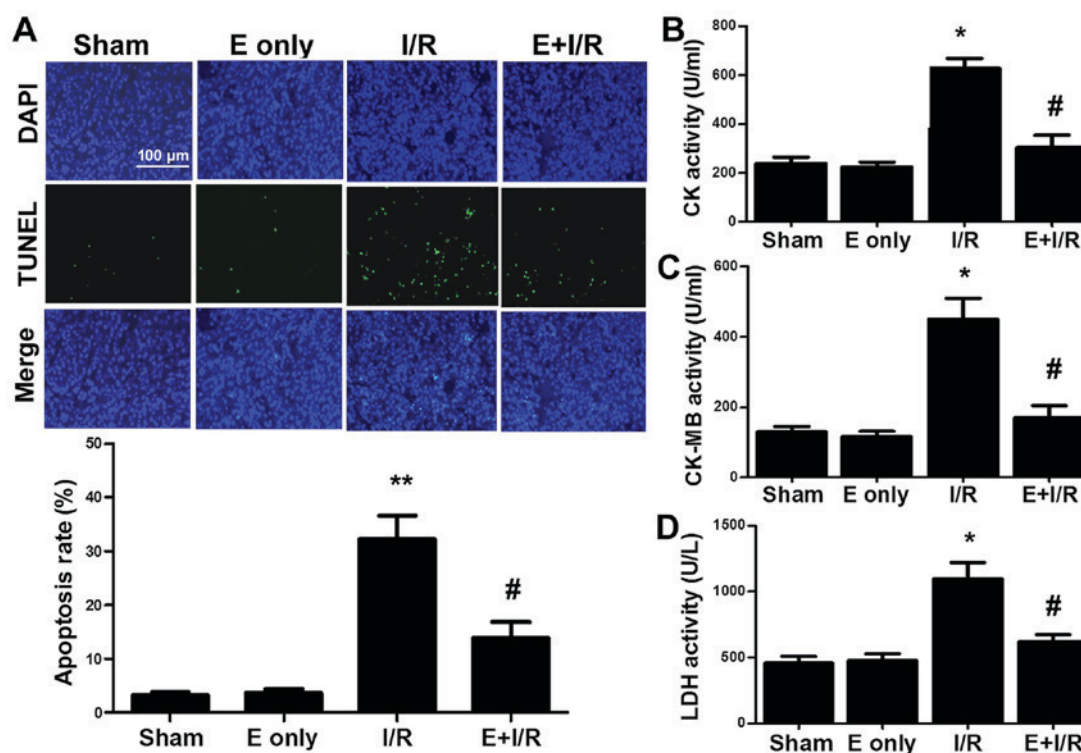 A
Sham E only I/R E+I/R
DAPI
100 µm
TUNEL
Merge
Apoptosis rate (%)
50
40
30
20
10
0
**
#
Sham E only I/R E+I/R
B
CK activity (U/ml)
800
600
400
200
0
*
#
Sham E only I/R E+I/R
C
CK-MB activity (U/ml)
600
400
200
0
*
#
Sham E only I/R E+I/R
D
LDH activity (U/L)
1500
1000
500
0
*
#
Sham E only I/R E+I/R